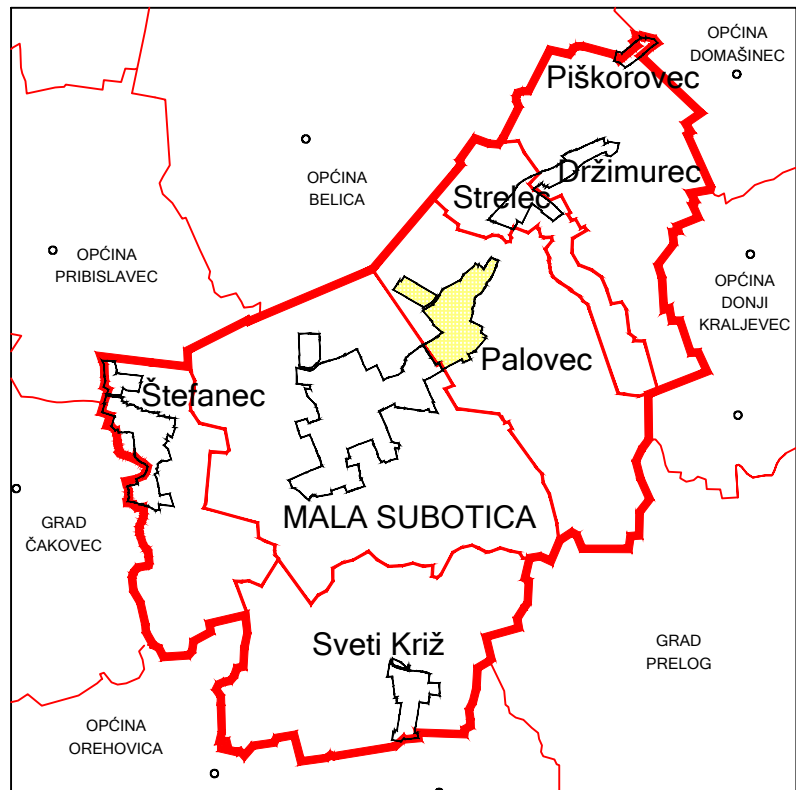 OPĆINA
DOMAŠINEC
Piškorovec
OPĆINA
BELICA
Držimurec
Strelec
OPĆINA
PRIBISLAVEC
OPĆINA
DONJI
KRALJEVEC
Palovec
Štefanec
MALA SUBOTICA
GRAD
ČAKOVEC
Sveti Križ
GRAD
PRELOG
OPĆINA
OREHOVICA